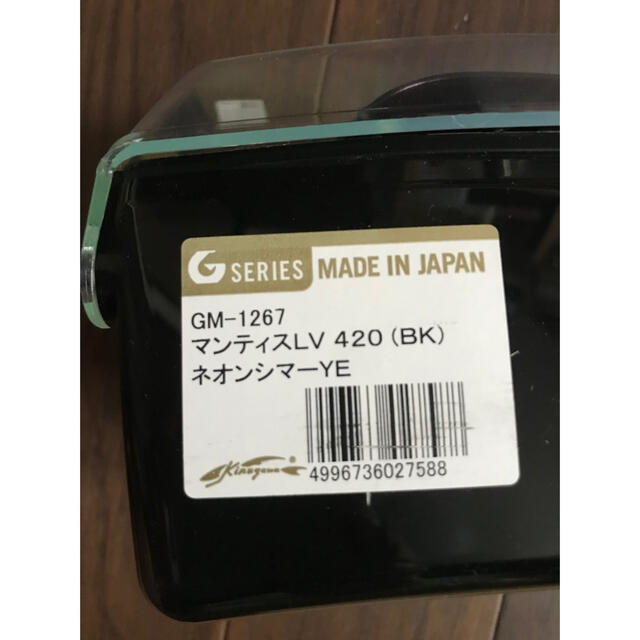 G SERIES MADE IN JAPAN
GM-1267
マンティスLV 420 (BK)
ネオンシマーYE
Kinugawa ®
4996736027588